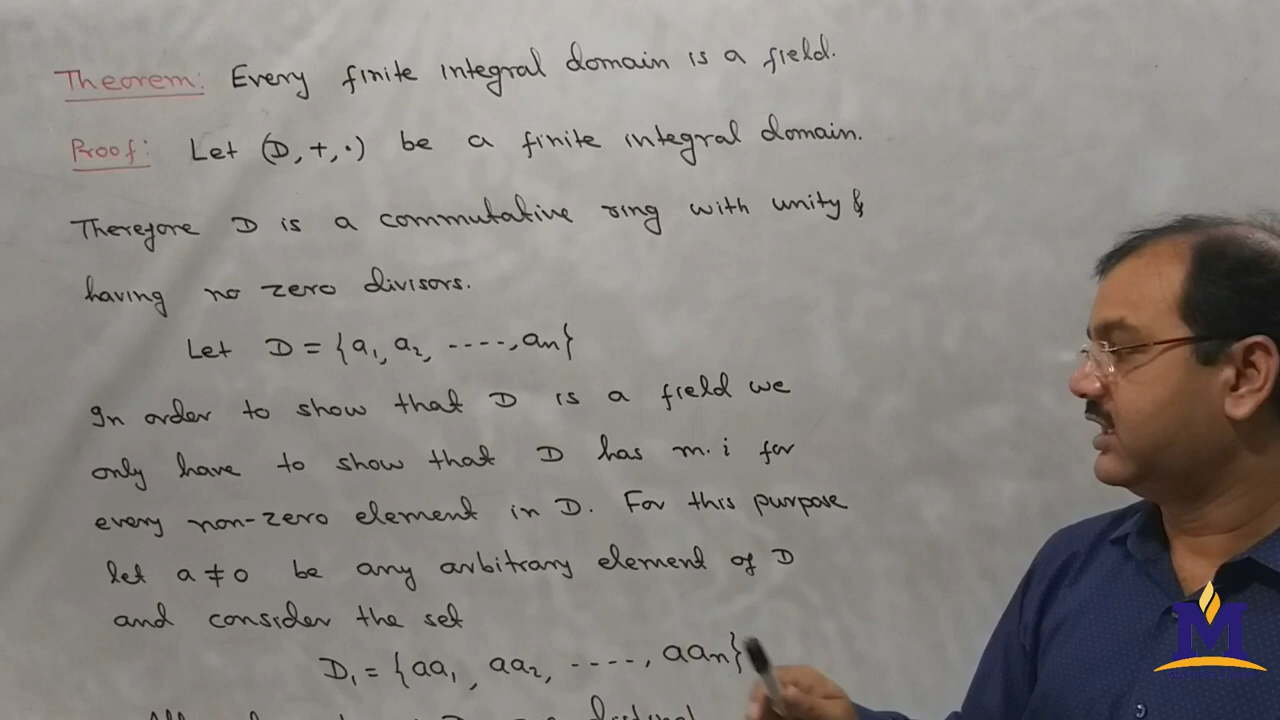 Theorem: Every finite integral domain is a field.
Proof: Let (D, +, ·) be a finite integral domain.
Therefore D is a commutative ring with unity &
having no zero divisors.
Let D = {a₁, a₂, ----, aₙ}
In order to show that D is a field we
only have to show that D has m.i for
every non-zero element in D. For this purpose
let a ≠ 0 be any arbitrary element of D
and consider the set
D₁ = {aa₁, aa₂, ----, aaₙ}
M